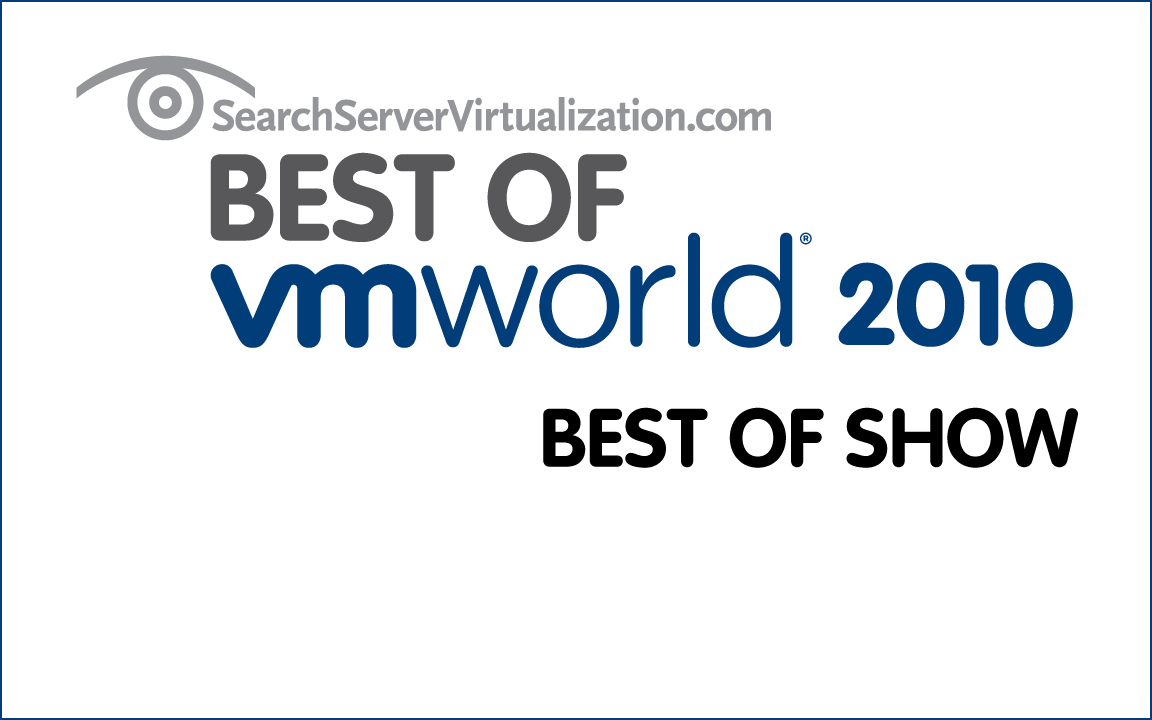 SearchServerVirtualization.com
BEST OF
vmworld® 2010
BEST OF SHOW